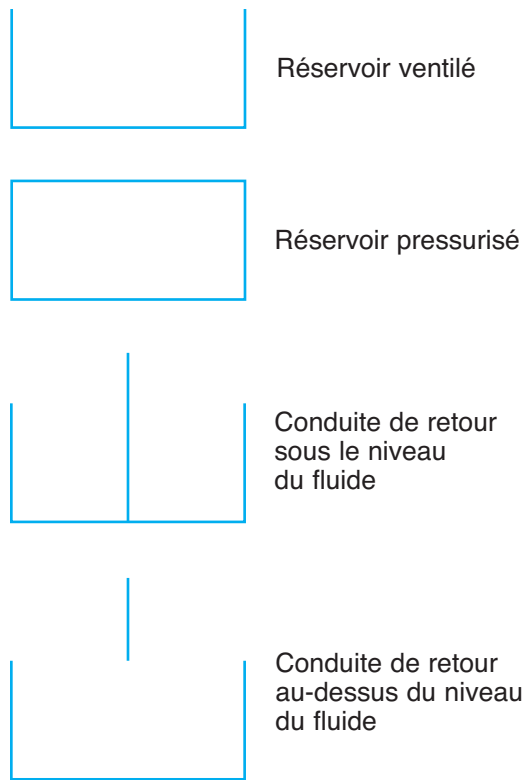 Réservoir ventilé
Réservoir pressurisé
Conduite de retour
sous le niveau
du fluide
Conduite de retour
au-dessus du niveau
du fluide